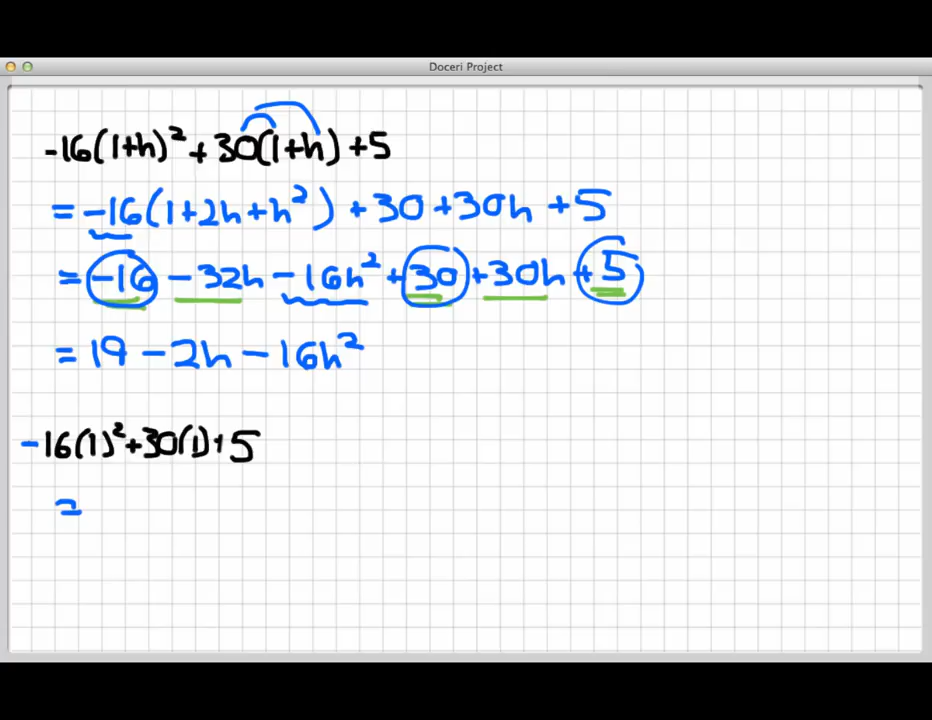 Doceri Project
-16(1+h)² + 30(1+h) + 5
= -16(1+2h+h²) + 30 + 30h + 5
= -16 - 32h - 16h² + 30 + 30h + 5
= 19 - 2h - 16h²
-16(1)² + 30(1) + 5
=